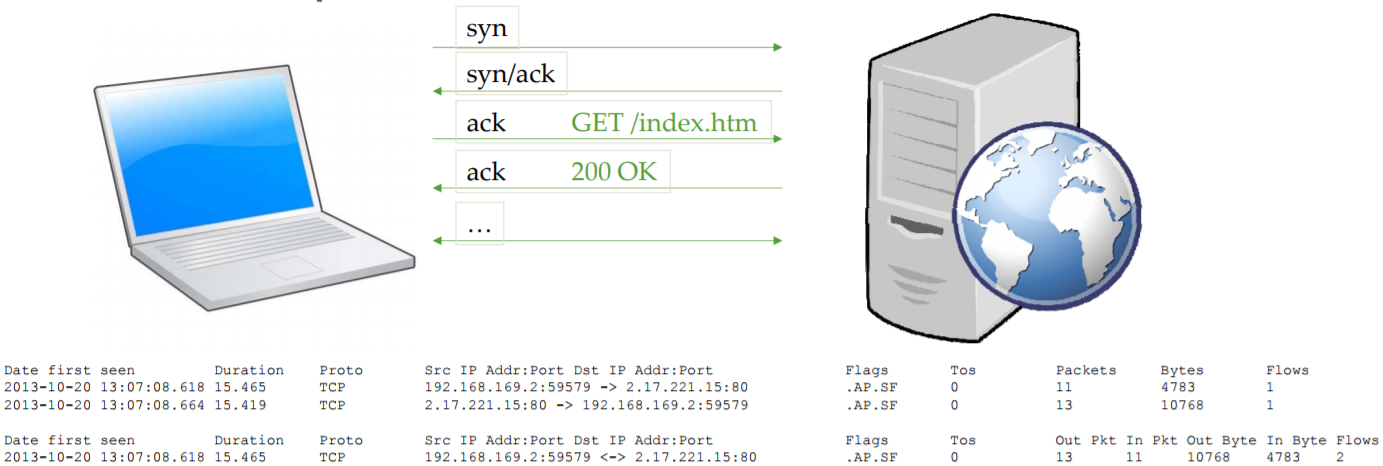 syn
syn/ack
ack GET /index.htm
ack 200 OK
...
Date first seen Duration Proto Src IP Addr:Port Dst IP Addr:Port Flags Tos Packets Bytes Flows
2013-10-20 13:07:08.618 15.465 TCP 192.168.169.2:59579 -> 2.17.221.15:80 .AP.SF 0 11 4783 1
2013-10-20 13:07:08.664 15.419 TCP 2.17.221.15:80 -> 192.168.169.2:59579 .AP.SF 0 13 10768 1
Date first seen Duration Proto Src IP Addr:Port Dst IP Addr:Port Flags Tos Out Pkt In Pkt Out Byte In Byte Flows
2013-10-20 13:07:08.618 15.465 TCP 192.168.169.2:59579 <-> 2.17.221.15:80 .AP.SF 0 13 11 10768 4783 2